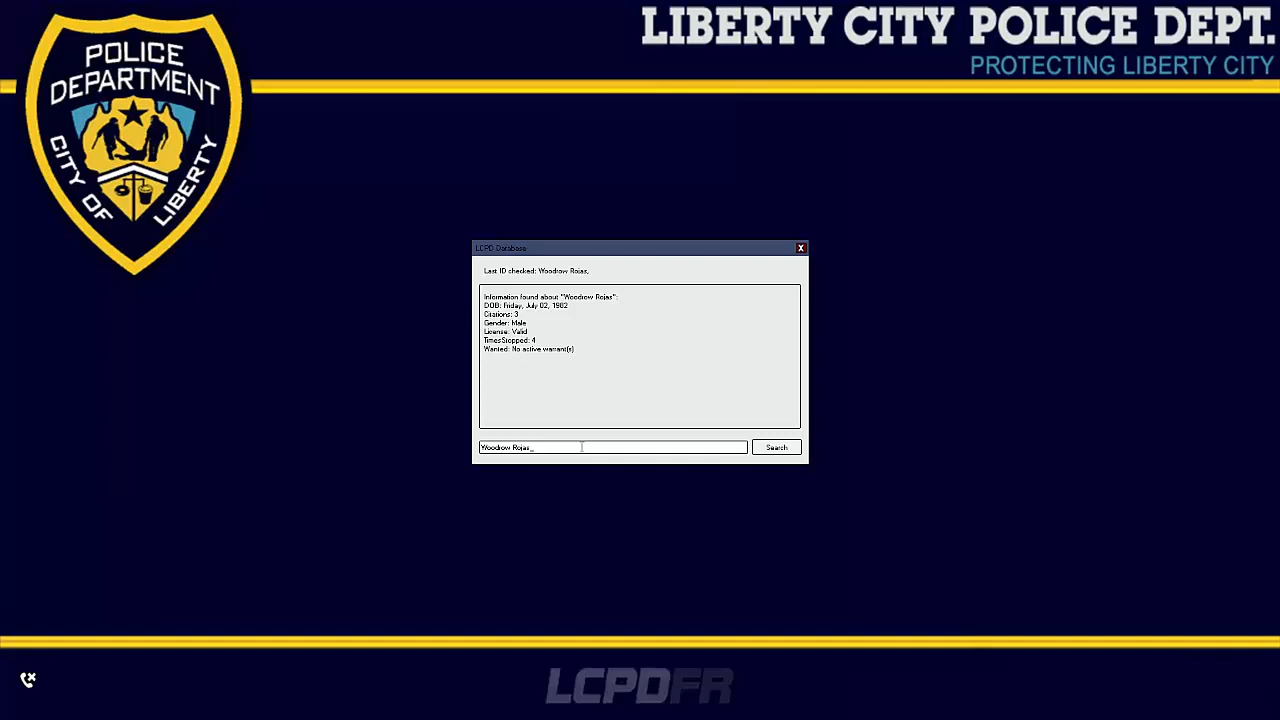 POLICE
DEPARTMENT
CITY OF LIBERTY
LIBERTY CITY POLICE DEPT.
PROTECTING LIBERTY CITY
LCPD Database
X
Last ID checked: Woodrow Rojas,
Information found about "Woodrow Rojas":
DOB: Friday, July 02, 1982
Citations: 3
Gender: Male
License: Valid
TimesStopped: 4
Wanted: No active warrant(s)
Woodrow Rojas_
Search
LCPDFR